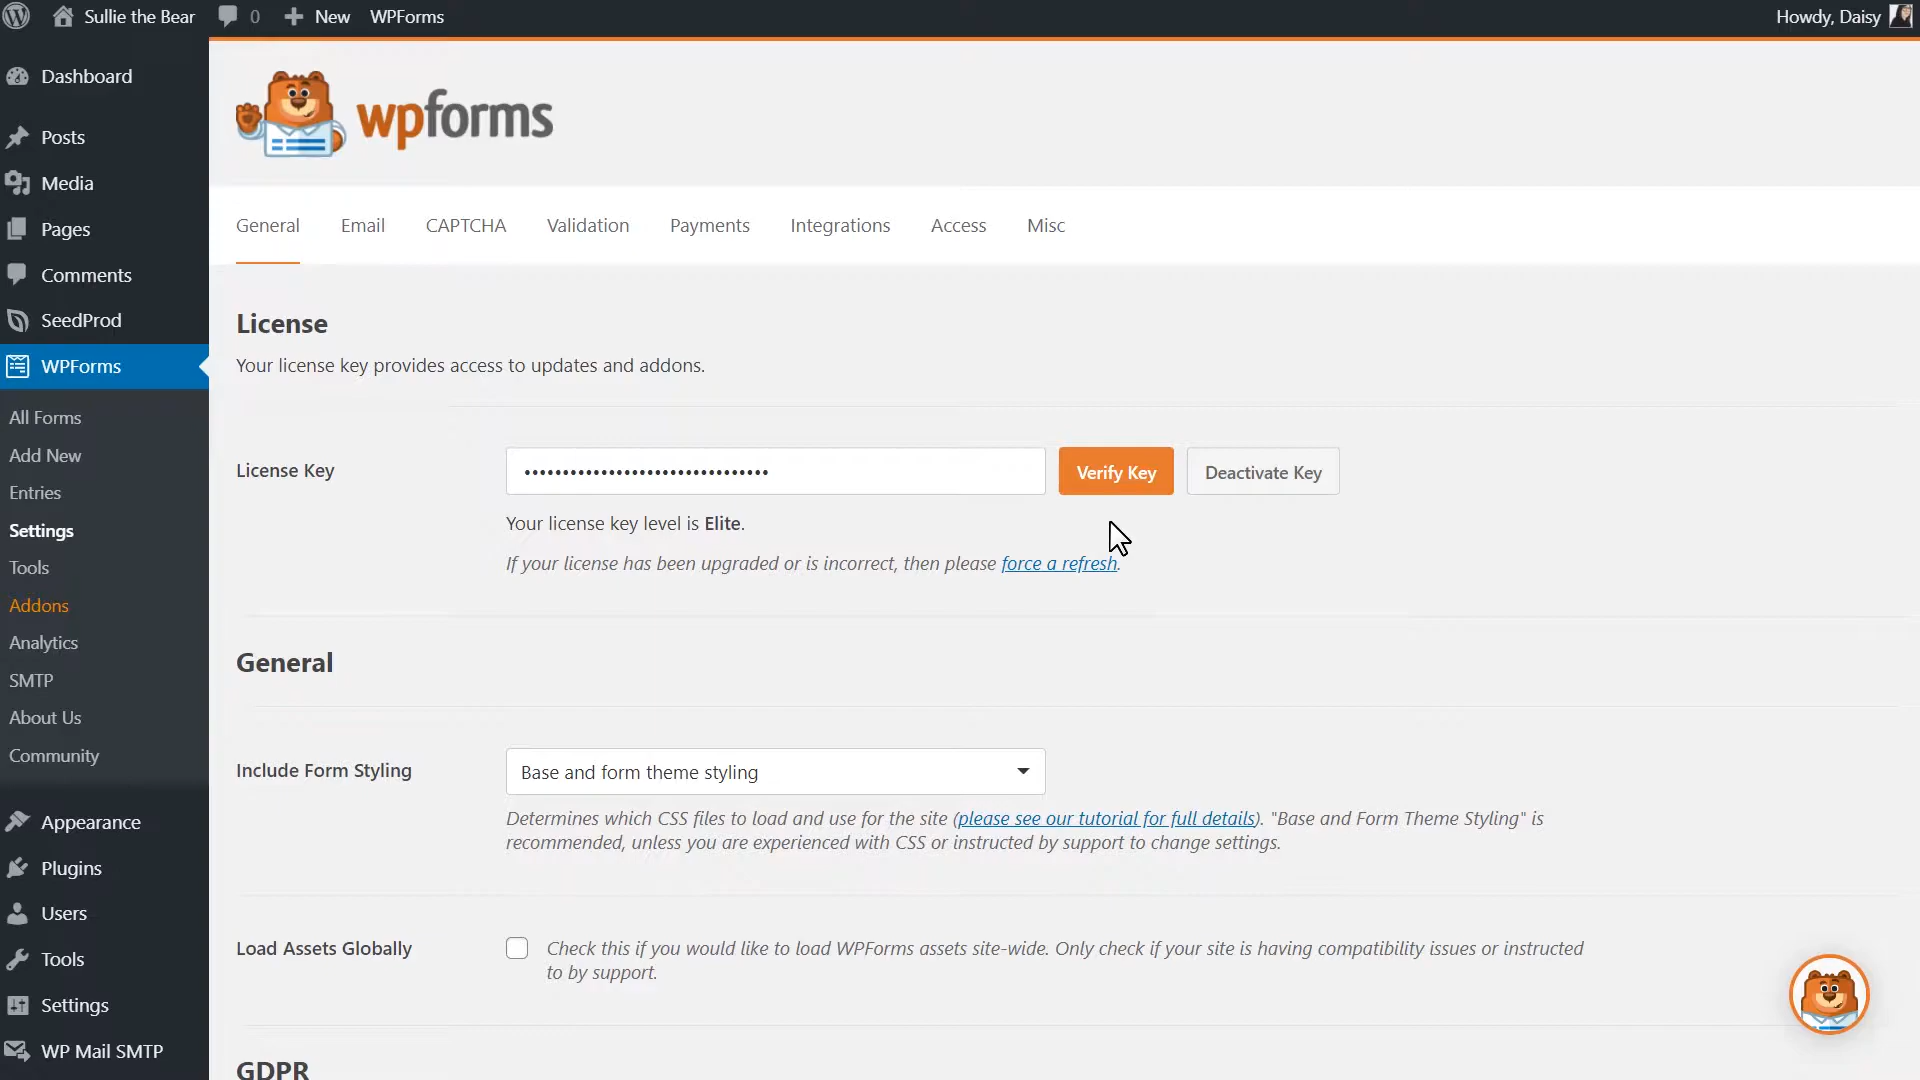 Sullie the Bear
0
New
WPForms
Howdy, Daisy
Dashboard
Posts
Media
Pages
Comments
SeedProd
WPForms
All Forms
Add New
Entries
Settings
Tools
Addons
Analytics
SMTP
About Us
Community
Appearance
Plugins
Users
Tools
Settings
WP Mail SMTP
wpforms
General
Email
CAPTCHA
Validation
Payments
Integrations
Access
Misc
License
Your license key provides access to updates and addons.
License Key
••••••••••••••••••••••••••••••••
Verify Key
Deactivate Key
Your license key level is Elite.
If your license has been upgraded or is incorrect, then please force a refresh.
General
Include Form Styling
Base and form theme styling
Determines which CSS files to load and use for the site (please see our tutorial for full details). "Base and Form Theme Styling" is
recommended, unless you are experienced with CSS or instructed by support to change settings.
Load Assets Globally
Check this if you would like to load WPForms assets site-wide. Only check if your site is having compatibility issues or instructed
to by support.
GDPR